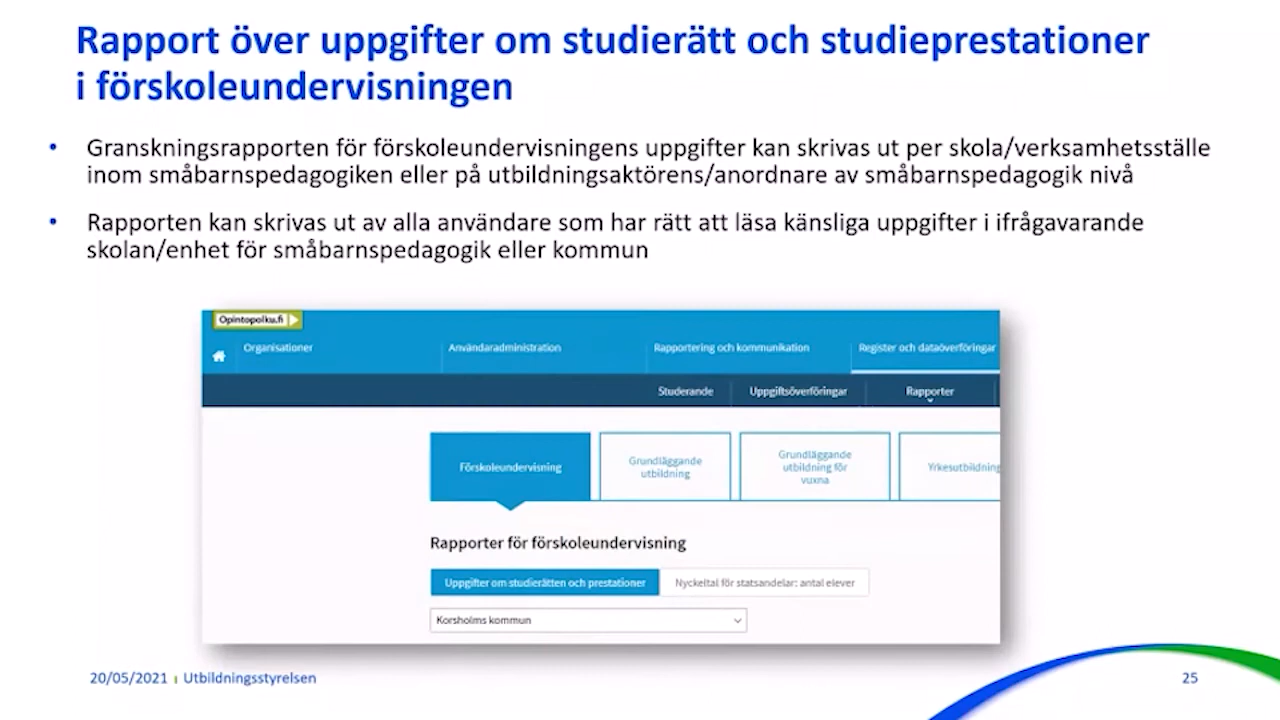 Rapport över uppgifter om studierätt och studieprestationer
i förskoleundervisningen
• Granskningsrapporten för förskoleundervisningens uppgifter kan skrivas ut per skola/verksamhetsställe
inom småbarnspedagogiken eller på utbildningsaktörens/anordnare av småbarnspedagogik nivå
• Rapporten kan skrivas ut av alla användare som har rätt att läsa känsliga uppgifter i ifrågavarande
skolan/enhet för småbarnspedagogik eller kommun
Opintopolku.fi
Organisationer
Användaradministration
Rapportering och kommunikation
Register och dataöverföringar
Studerande
Uppgiftsöverföringar
Rapporter
Förskoleundervisning
Grundläggande
utbildning
Grundläggande
utbildning för
vuxna
Yrkesutbildning
Rapporter för förskoleundervisning
Uppgifter om studierätten och prestationer
Nyckeltal för statsandelar: antal elever
Korsholms kommun
20/05/2021 | Utbildningsstyrelsen
25